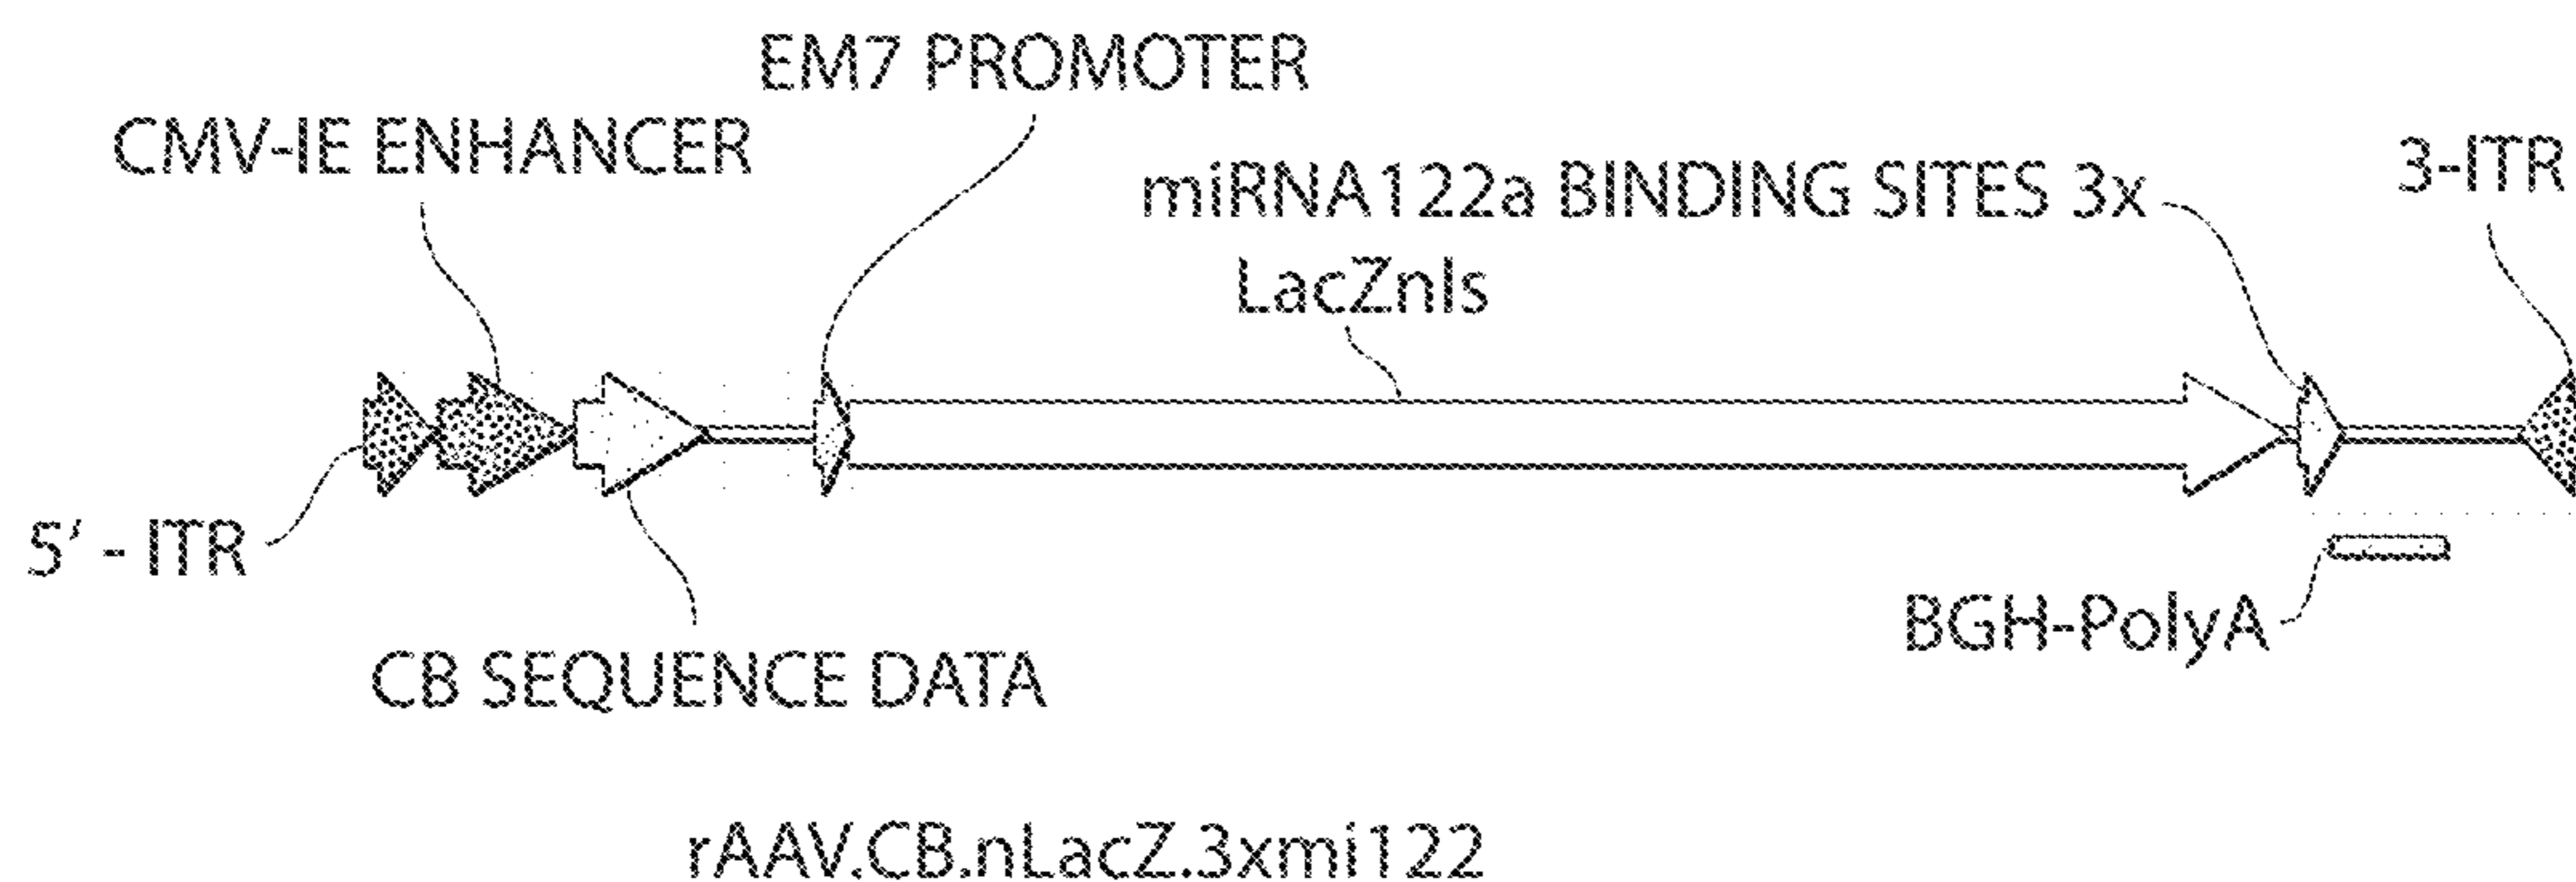 EM7 PROMOTER
CMV-IE ENHANCER
miRNA122a BINDING SITES 3x
3-ITR
LacZnls
5' - ITR
BGH-PolyA
CB SEQUENCE DATA
rAAV.CB.nLacZ.3xmi122